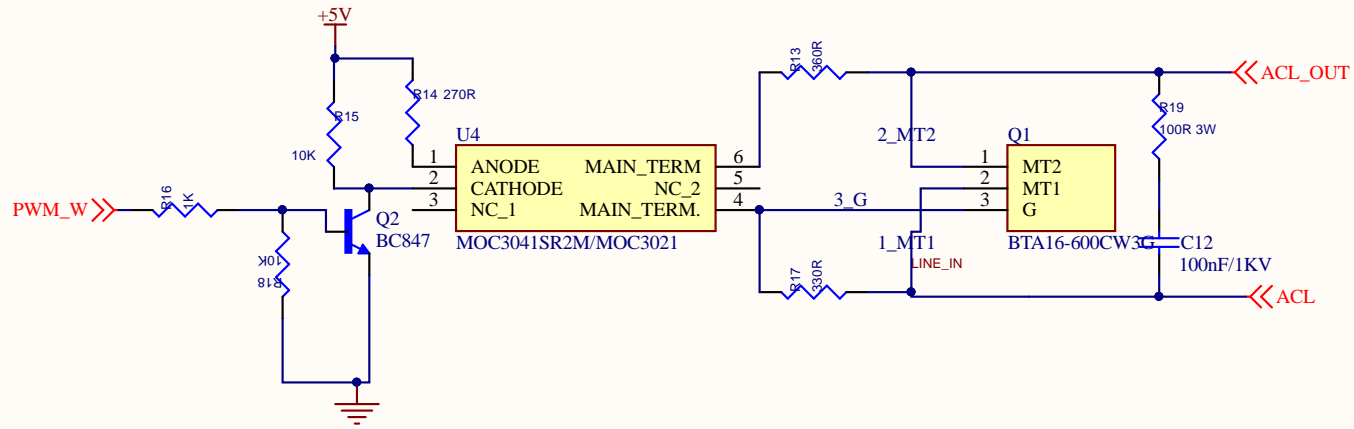 +5V
R15
10K
R14 270R
PWM_W
R16
1K
10K
R18
Q2
BC847
U4
1
2
3
ANODE
CATHODE
NC_1
MAIN_TERM
NC_2
MAIN_TERM.
6
5
4
MOC3041SR2M/MOC3021
R13
360R
2_MT2
3_G
1_MT1
LINE_IN
R17
330R
Q1
1
2
3
MT2
MT1
G
BTA16-600CW3G
R19
100R 3W
C12
100nF/1KV
ACL_OUT
ACL